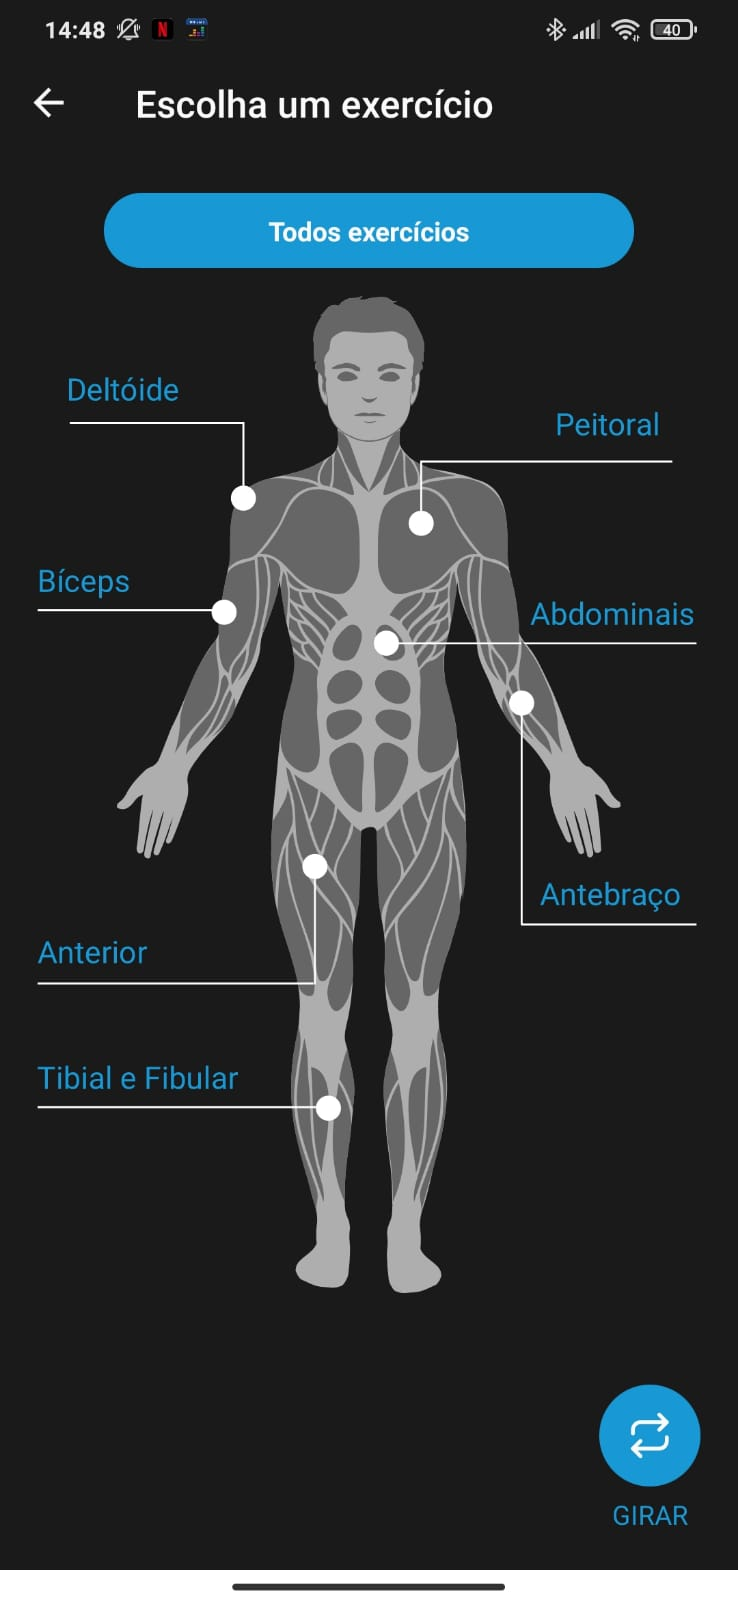 14:48
N
40
Escolha um exercício
Todos exercícios
Deltóide
Peitoral
Bíceps
Abdominais
Antebraço
Anterior
Tibial e Fibular
GIRAR